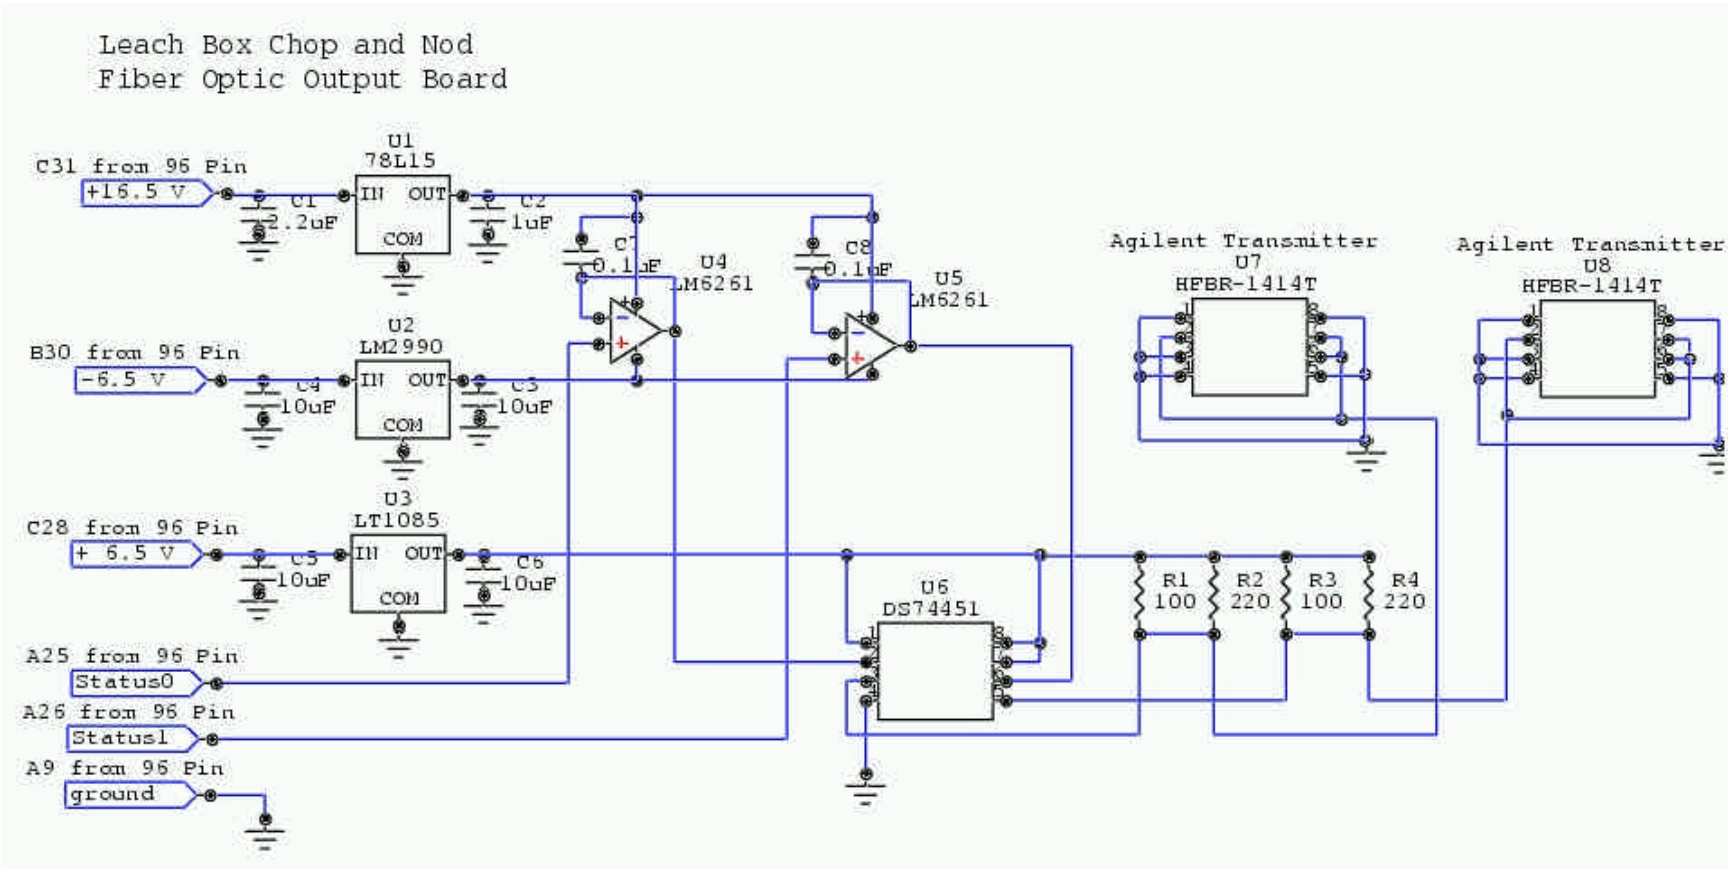 Leach Box Chop and Nod
Fiber Optic Output Board
C31 from 96 Pin
+16.5 V
C1
2.2uF
U1
78L15
IN OUT
COM
C2
1uF
C7
0.1uF
U4
LM6261
C8
0.1uF
U5
LM6261
Agilent Transmitter
U7
HFBR-1414T
Agilent Transmitter
U8
HFBR-1414T
B30 from 96 Pin
-6.5 V
C4
10uF
U2
LM2990
IN OUT
COM
C3
10uF
C28 from 96 Pin
+ 6.5 V
C5
10uF
U3
LT1085
IN OUT
COM
C6
10uF
U6
DS74451
R1
100
R2
220
R3
100
R4
220
A25 from 96 Pin
Status0
A26 from 96 Pin
Status1
A9 from 96 Pin
ground